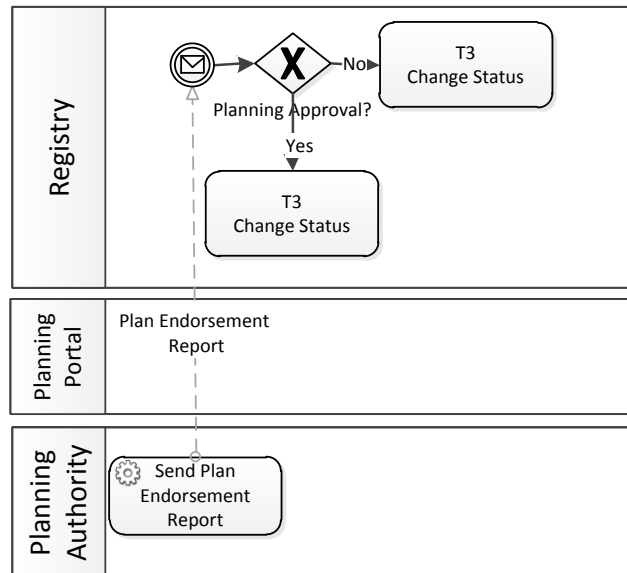 Registry
No
T3
Change Status
Planning Approval?
Yes
T3
Change Status
Planning
Portal
Plan Endorsement
Report
Planning
Authority
Send Plan
Endorsement
Report